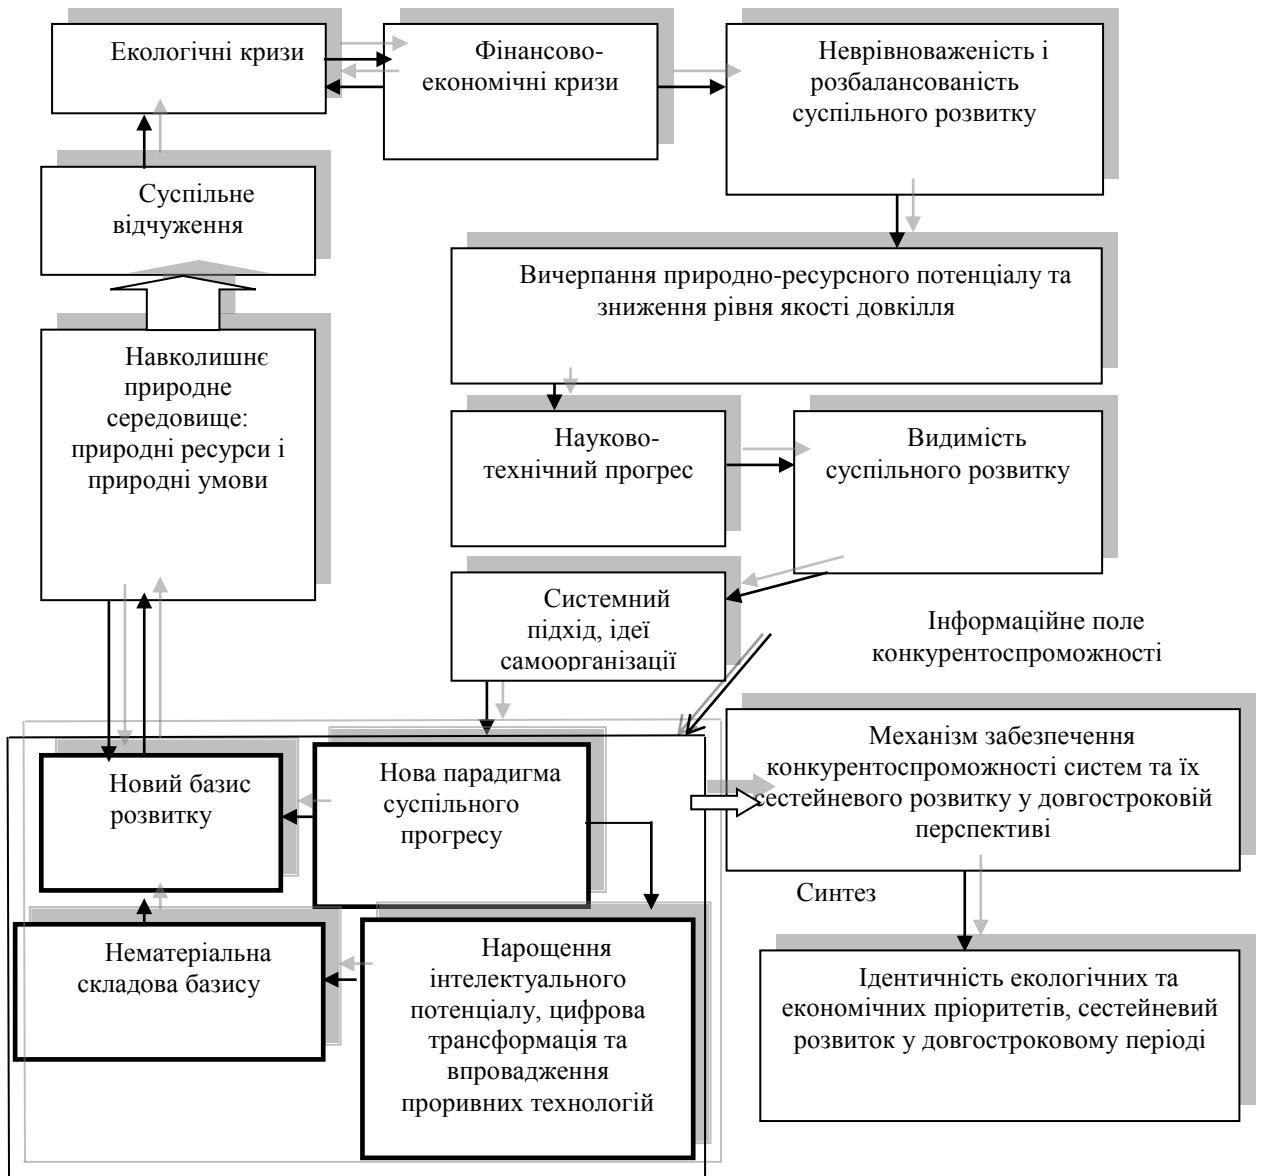 Екологічні кризи
Фінансово-
економічні кризи
Неврівноваженість і
розбалансованість
суспільного розвитку
Суспільне
відчуження
Вичерпання природно-ресурсного потенціалу та
зниження рівня якості довкілля
Навколишнє
природне
середовище:
природні ресурси і
природні умови
Науково-
технічний прогрес
Видимість
суспільного розвитку
Системний
підхід, ідеї
самоорганізації
Інформаційне поле
конкурентоспроможності
Новий базис
розвитку
Нова парадигма
суспільного
прогресу
Механізм забезпечення
конкурентоспроможності систем та їх
сестейневого розвитку у довгостроковій
перспективі
Синтез
Нематеріальна
складова базису
Нарощення
інтелектуального
потенціалу, цифрова
трансформація та
впровадження
проривних технологій
Ідентичність екологічних та
економічних пріоритетів, сестейневий
розвиток у довгостроковому періоді